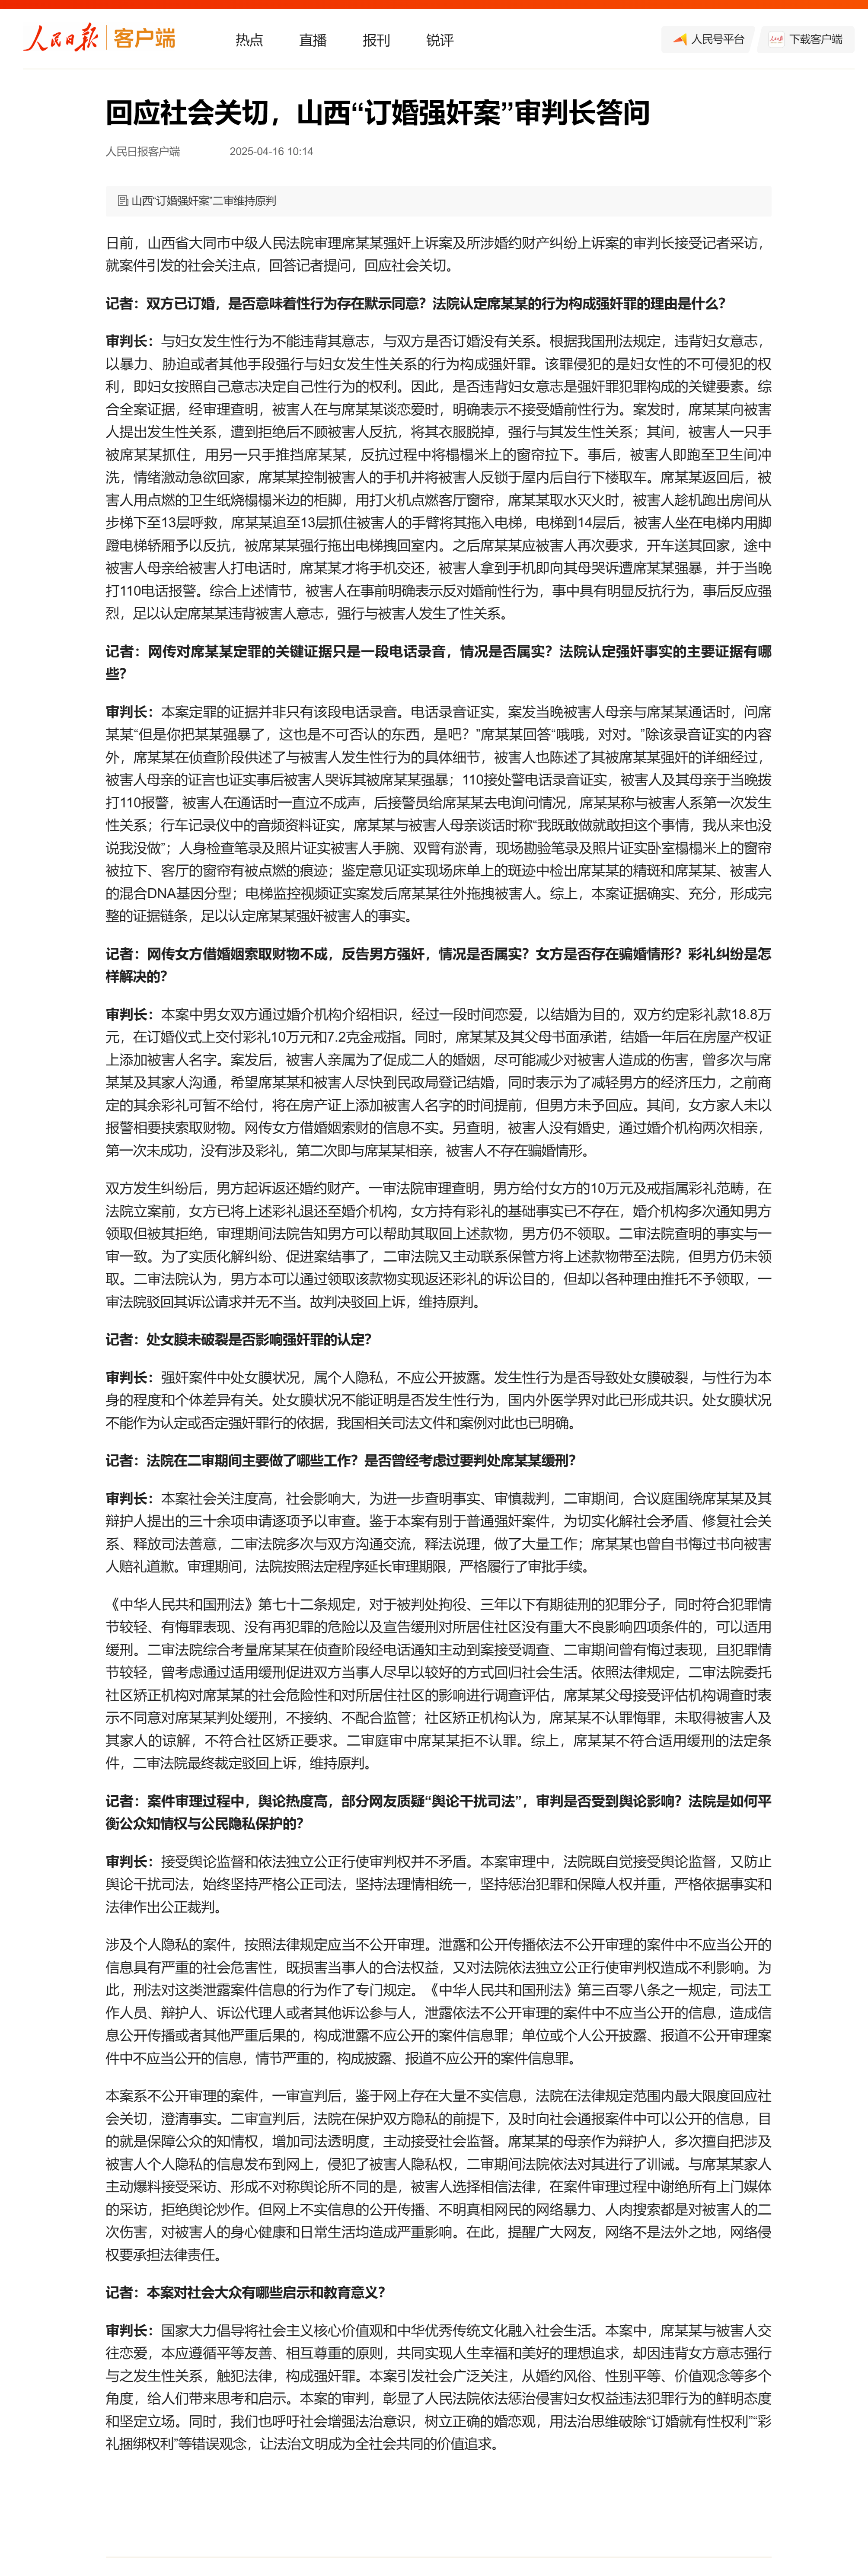 人民日报 客户端
热点 直播 报刊 锐评
人民号平台 人民日报 下载客户端
回应社会关切，山西“订婚强奸案”审判长答问
人民日报客户端 2025-04-16 10:14
山西“订婚强奸案”二审维持原判
日前，山西省大同市中级人民法院审理席某某强奸上诉案及所涉婚约财产纠纷上诉案的审判长接受记者采访，
就案件引发的社会关注点，回答记者提问，回应社会关切。
记者：双方已订婚，是否意味着性行为存在默示同意？法院认定席某某的行为构成强奸罪的理由是什么？
审判长：与妇女发生性行为不能违背其意志，与双方是否订婚没有关系。根据我国刑法规定，违背妇女意志，
以暴力、胁迫或者其他手段强行与妇女发生性关系的行为构成强奸罪。该罪侵犯的是妇女性的不可侵犯的权
利，即妇女按照自己意志决定自己性行为的权利。因此，是否违背妇女意志是强奸罪犯罪构成的关键要素。综
合全案证据，经审理查明，被害人在与席某某谈恋爱时，明确表示不接受婚前性行为。案发时，席某某向被害
人提出发生性关系，遭到拒绝后不顾被害人反抗，将其衣服脱掉，强行与其发生性关系；其间，被害人一只手
被席某某抓住，用另一只手推挡席某某，反抗过程中将榻榻米上的窗帘拉下。事后，被害人即跑至卫生间冲
洗，情绪激动急欲回家，席某某控制被害人的手机并将被害人反锁于屋内后自行下楼取车。席某某返回后，被
害人用点燃的卫生纸烧榻榻米边的柜脚，用打火机点燃客厅窗帘，席某某取水灭火时，被害人趁机跑出房间从
步梯下至13层呼救，席某某追至13层抓住被害人的手臂将其拖入电梯，电梯到14层后，被害人坐在电梯内用脚
蹬电梯轿厢予以反抗，被席某某强行拖出电梯拽回室内。之后席某某应被害人再次要求，开车送其回家，途中
被害人母亲给被害人打电话时，席某某才将手机交还，被害人拿到手机即向其母哭诉遭席某某强暴，并于当晚
打110电话报警。综合上述情节，被害人在事前明确表示反对婚前性行为，事中具有明显反抗行为，事后反应强
烈，足以认定席某某违背被害人意志，强行与被害人发生了性关系。
记者：网传对席某某定罪的关键证据只是一段电话录音，情况是否属实？法院认定强奸事实的主要证据有哪
些？
审判长：本案定罪的证据并非只有该段电话录音。电话录音证实，案发当晚被害人母亲与席某某通话时，问席
某某“但是你把某某强暴了，这也是不可否认的东西，是吧？”席某某回答“哦哦，对对。”除该录音证实的内容
外，席某某在侦查阶段供述了与被害人发生性行为的具体细节，被害人也陈述了其被席某某强奸的详细经过，
被害人母亲的证言也证实事后被害人哭诉其被席某某强暴；110接处警电话录音证实，被害人及其母亲于当晚拨
打110报警，被害人在通话时一直泣不成声，后接警员给席某某去电询问情况，席某某称与被害人系第一次发生
性关系；行车记录仪中的音频资料证实，席某某与被害人母亲谈话时称“我既敢做就敢担这个事情，我从来也没
说我没做”；人身检查笔录及照片证实被害人手腕、双臂有淤青，现场勘验笔录及照片证实卧室榻榻米上的窗帘
被拉下、客厅的窗帘有被点燃的痕迹；鉴定意见证实现场床单上的斑迹中检出席某某的精斑和席某某、被害人
的混合DNA基因分型；电梯监控视频证实案发后席某某往外拖拽被害人。综上，本案证据确实、充分，形成完
整的证据链条，足以认定席某某强奸被害人的事实。
记者：网传女方借婚姻索取财物不成，反告男方强奸，情况是否属实？女方是否存在骗婚情形？彩礼纠纷是怎
样解决的？
审判长：本案中男女双方通过婚介机构介绍相识，经过一段时间恋爱，以结婚为目的，双方约定彩礼款18.8万
元，在订婚仪式上交付彩礼10万元和7.2克金戒指。同时，席某某及其父母书面承诺，结婚一年后在房屋产权证
上添加被害人名字。案发后，被害人亲属为了促成二人的婚姻，尽可能减少对被害人造成的伤害，曾多次与席
某某及其家人沟通，希望席某某和被害人尽快到民政局登记结婚，同时表示为了减轻男方的经济压力，之前商
定的其余彩礼可暂不给付，将在房产证上添加被害人名字的时间提前，但男方未予回应。其间，女方家人未以
报警相要挟索取财物。网传女方借婚姻索财的信息不实。另查明，被害人没有婚史，通过婚介机构两次相亲，
第一次未成功，没有涉及彩礼，第二次即与席某某相亲，被害人不存在骗婚情形。
双方发生纠纷后，男方起诉返还婚约财产。一审法院审理查明，男方给付女方的10万元及戒指属彩礼范畴，在
法院立案前，女方已将上述彩礼退还至婚介机构，女方持有彩礼的基础事实已不存在，婚介机构多次通知男方
领取但被其拒绝，审理期间法院告知男方可以帮助其取回上述款物，男方仍不领取。二审法院查明的事实与一
审一致。为了实质化解纠纷、促进案结事了，二审法院又主动联系保管方将上述款物带至法院，但男方仍未领
取。二审法院认为，男方本可以通过领取该款物实现返还彩礼的诉讼目的，但却以各种理由推托不予领取，一
审法院驳回其诉讼请求并无不当。故判决驳回上诉，维持原判。
记者：处女膜未破裂是否影响强奸罪的认定？
审判长：强奸案件中处女膜状况，属个人隐私，不应公开披露。发生性行为是否导致处女膜破裂，与性行为本
身的程度和个体差异有关。处女膜状况不能证明是否发生性行为，国内外医学界对此已形成共识。处女膜状况
不能作为认定或否定强奸罪行的依据，我国相关司法文件和案例对此也已明确。
记者：法院在二审期间主要做了哪些工作？是否曾经考虑过要判处席某某缓刑？
审判长：本案社会关注度高，社会影响大，为进一步查明事实、审慎裁判，二审期间，合议庭围绕席某某及其
辩护人提出的三十余项申请逐项予以审查。鉴于本案有别于普通强奸案件，为切实化解社会矛盾、修复社会关
系、释放司法善意，二审法院多次与双方沟通交流，释法说理，做了大量工作；席某某也曾自书悔过书向被害
人赔礼道歉。审理期间，法院按照法定程序延长审理期限，严格履行了审批手续。
《中华人民共和国刑法》第七十二条规定，对于被判处拘役、三年以下有期徒刑的犯罪分子，同时符合犯罪情
节较轻、有悔罪表现、没有再犯罪的危险以及宣告缓刑对所居住社区没有重大不良影响四项条件的，可以适用
缓刑。二审法院综合考量席某某在侦查阶段经电话通知主动到案接受调查、二审期间曾有悔过表现，且犯罪情
节较轻，曾考虑通过适用缓刑促进双方当事人尽早以较好的方式回归社会生活。依照法律规定，二审法院委托
社区矫正机构对席某某的社会危险性和对所居住社区的影响进行调查评估，席某某父母接受评估机构调查时表
示不同意对席某某判处缓刑，不接纳、不配合监管；社区矫正机构认为，席某某不认罪悔罪，未取得被害人及
其家人的谅解，不符合社区矫正要求。二审庭审中席某某拒不认罪。综上，席某某不符合适用缓刑的法定条
件，二审法院最终裁定驳回上诉，维持原判。
记者：案件审理过程中，舆论热度高，部分网友质疑“舆论干扰司法”，审判是否受到舆论影响？法院是如何平
衡公众知情权与公民隐私保护的？
审判长：接受舆论监督和依法独立公正行使审判权并不矛盾。本案审理中，法院既自觉接受舆论监督，又防止
舆论干扰司法，始终坚持严格公正司法，坚持法理情相统一，坚持惩治犯罪和保障人权并重，严格依据事实和
法律作出公正裁判。
涉及个人隐私的案件，按照法律规定应当不公开审理。泄露和公开传播依法不公开审理的案件中不应当公开的
信息具有严重的社会危害性，既损害当事人的合法权益，又对法院依法独立公正行使审判权造成不利影响。为
此，刑法对这类泄露案件信息的行为作了专门规定。《中华人民共和国刑法》第三百零八条之一规定，司法工
作人员、辩护人、诉讼代理人或者其他诉讼参与人，泄露依法不公开审理的案件中不应当公开的信息，造成信
息公开传播或者其他严重后果的，构成泄露不应公开的案件信息罪；单位或个人公开披露、报道不公开审理案
件中不应当公开的信息，情节严重的，构成披露、报道不应公开的案件信息罪。
本案系不公开审理的案件，一审宣判后，鉴于网上存在大量不实信息，法院在法律规定范围内最大限度回应社
会关切，澄清事实。二审宣判后，法院在保护双方隐私的前提下，及时向社会通报案件中可以公开的信息，目
的就是保障公众的知情权，增加司法透明度，主动接受社会监督。席某某的母亲作为辩护人，多次擅自把涉及
被害人个人隐私的信息发布到网上，侵犯了被害人隐私权，二审期间法院依法对其进行了训诫。与席某某家人
主动爆料接受采访、形成不对称舆论所不同的是，被害人选择相信法律，在案件审理过程中谢绝所有上门媒体
的采访，拒绝舆论炒作。但网上不实信息的公开传播、不明真相网民的网络暴力、人肉搜索都是对被害人的二
次伤害，对被害人的身心健康和日常生活均造成严重影响。在此，提醒广大网友，网络不是法外之地，网络侵
权要承担法律责任。
记者：本案对社会大众有哪些启示和教育意义？
审判长：国家大力倡导将社会主义核心价值观和中华优秀传统文化融入社会生活。本案中，席某某与被害人交
往恋爱，本应遵循平等友善、相互尊重的原则，共同实现人生幸福和美好的理想追求，却因违背女方意志强行
与之发生性关系，触犯法律，构成强奸罪。本案引发社会广泛关注，从婚约风俗、性别平等、价值观念等多个
角度，给人们带来思考和启示。本案的审判，彰显了人民法院依法惩治侵害妇女权益违法犯罪行为的鲜明态度
和坚定立场。同时，我们也呼吁社会增强法治意识，树立正确的婚恋观，用法治思维破除“订婚就有性权利”“彩
礼捆绑权利”等错误观念，让法治文明成为全社会共同的价值追求。